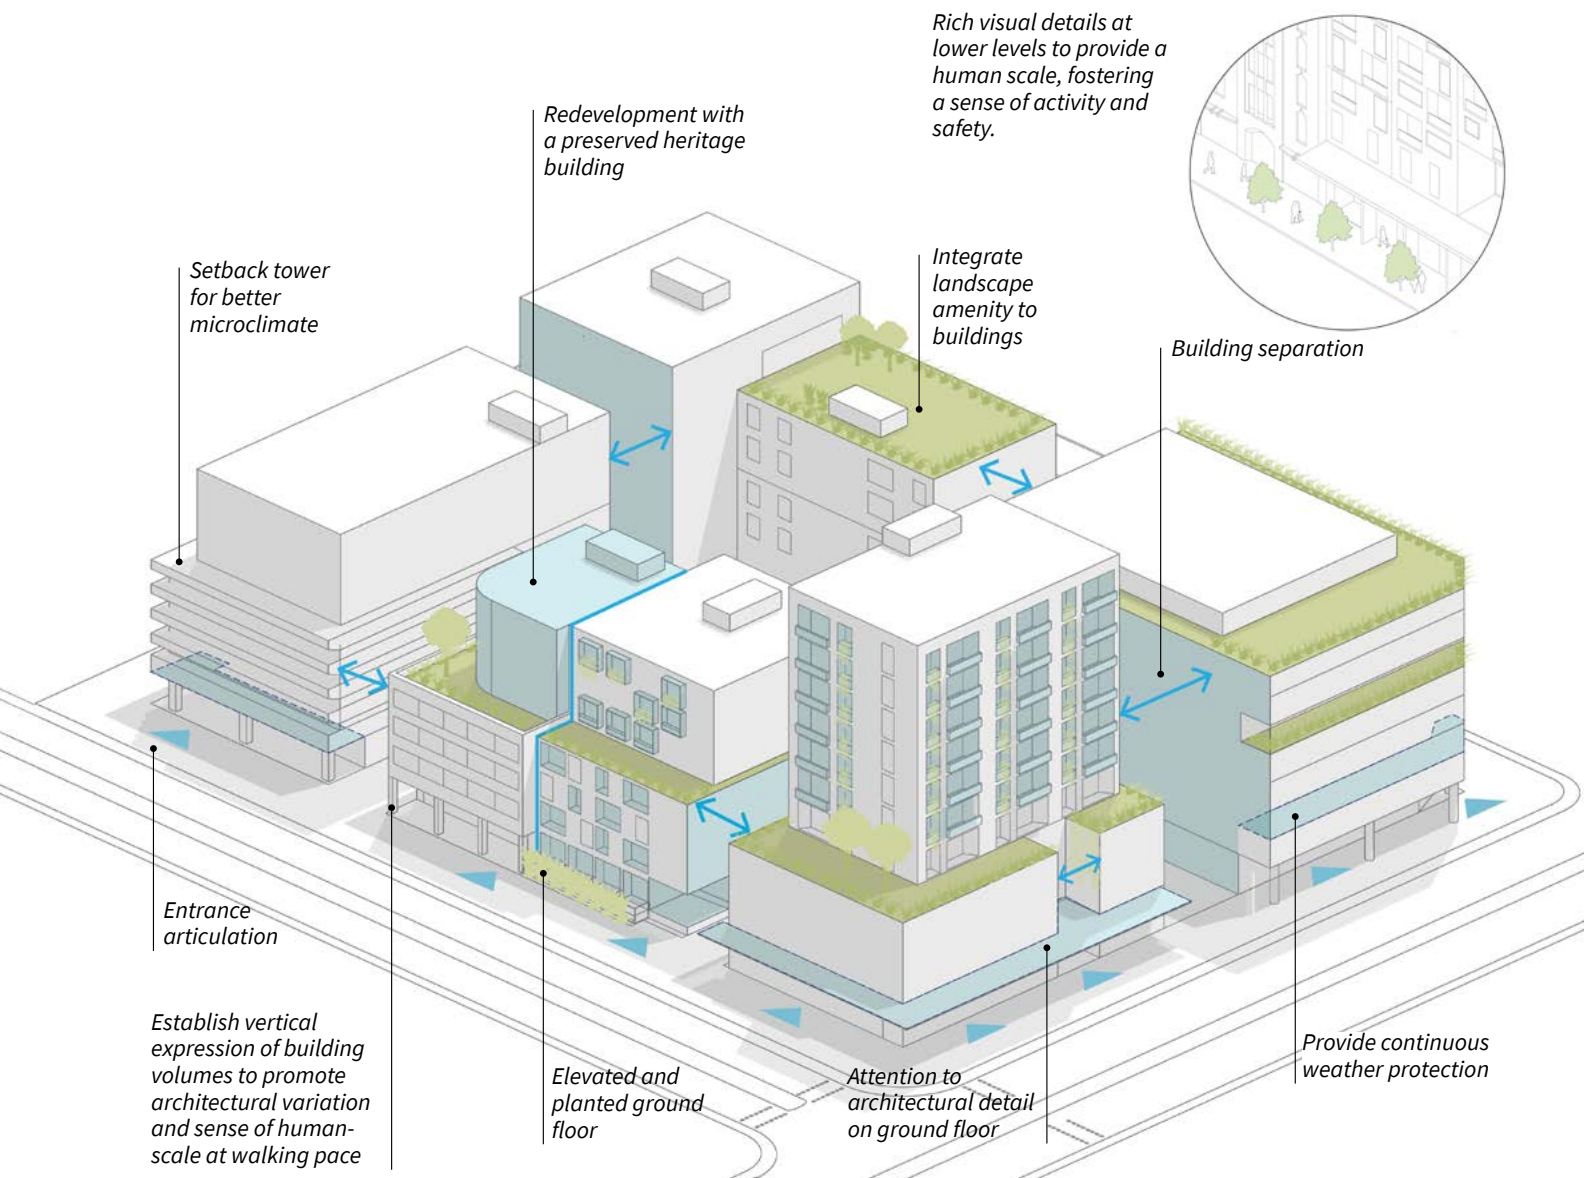 Rich visual details at
lower levels to provide a
human scale, fostering
a sense of activity and
safety.
Redevelopment with
a preserved heritage
building
Setback tower
for better
microclimate
Integrate
landscape
amenity to
buildings
Building separation
Entrance
articulation
Establish vertical
expression of building
volumes to promote
architectural variation
and sense of human-
scale at walking pace
Elevated and
planted ground
floor
Attention to
architectural detail
on ground floor
Provide continuous
weather protection